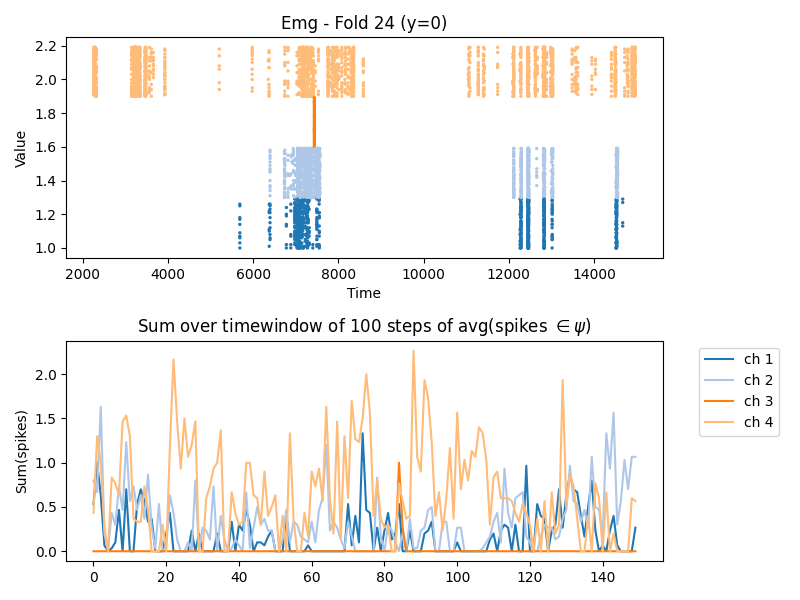 Emg - Fold 24 (y=0)
Value
2.2
2.0
1.8
1.6
1.4
1.2
1.0
2000 4000 6000 8000 10000 12000 14000
Time
Sum over timewindow of 100 steps of avg(spikes ∈ ψ)
Sum(spikes)
2.0
1.5
1.0
0.5
0.0
0 20 40 60 80 100 120 140
ch 1
ch 2
ch 3
ch 4